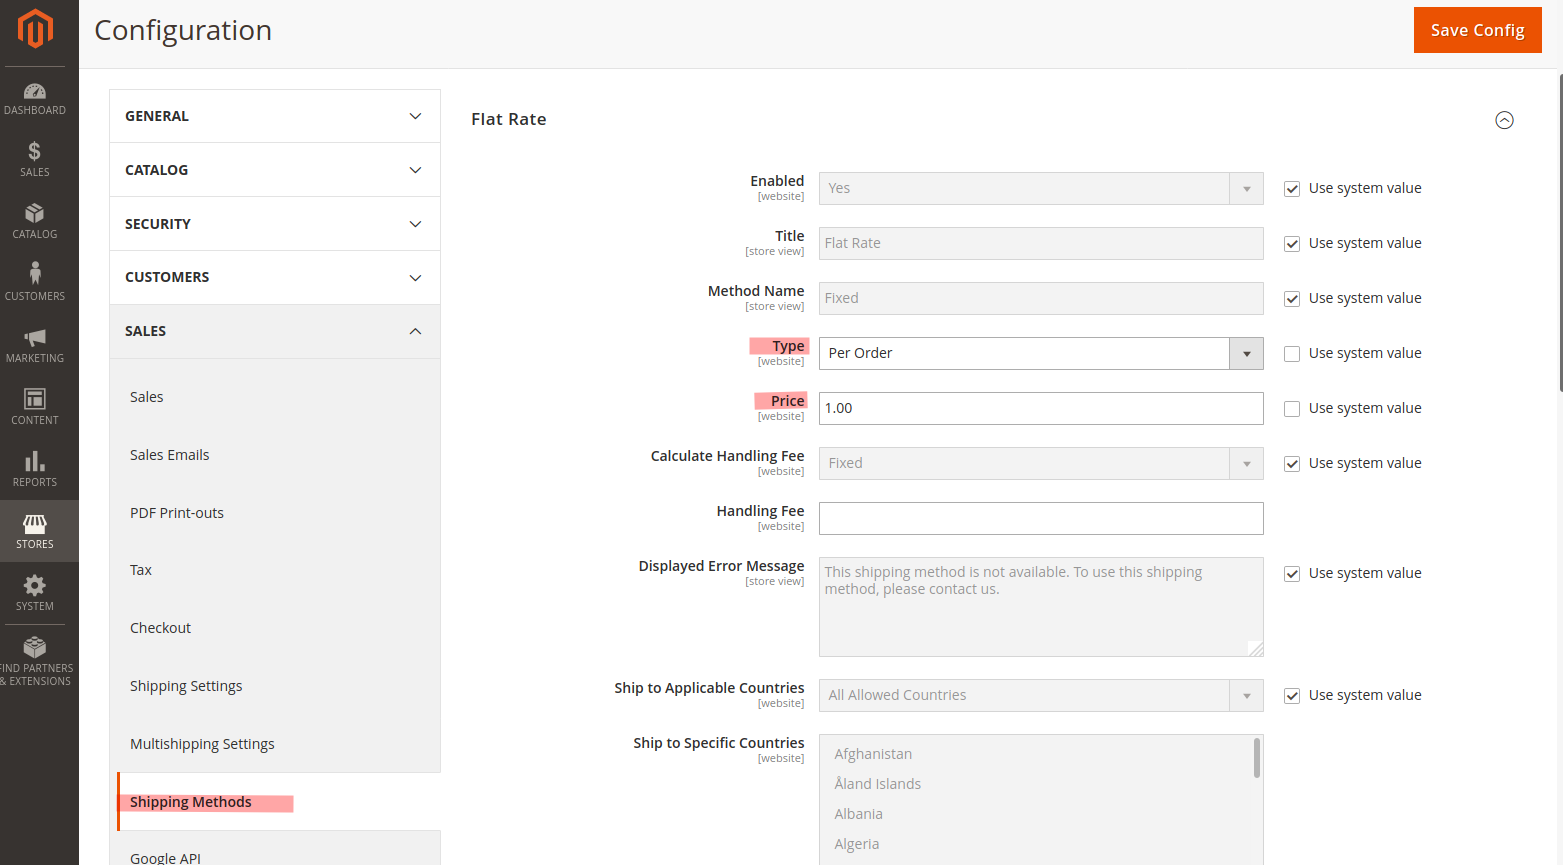 Configuration
Save Config
DASHBOARD
SALES
CATALOG
CUSTOMERS
MARKETING
CONTENT
REPORTS
STORES
SYSTEM
FIND PARTNERS
& EXTENSIONS
GENERAL
CATALOG
SECURITY
CUSTOMERS
SALES
Sales
Sales Emails
PDF Print-outs
Tax
Checkout
Shipping Settings
Multishipping Settings
Shipping Methods
Google API
Flat Rate
Enabled
[website]
Yes
Use system value
Title
[store view]
Flat Rate
Use system value
Method Name
[store view]
Fixed
Use system value
Type
[website]
Per Order
Use system value
Price
[website]
1.00
Use system value
Calculate Handling Fee
[website]
Fixed
Use system value
Handling Fee
[website]
Displayed Error Message
[store view]
This shipping method is not available. To use this shipping
method, please contact us.
Use system value
Ship to Applicable Countries
[website]
All Allowed Countries
Use system value
Ship to Specific Countries
[website]
Afghanistan
Åland Islands
Albania
Algeria